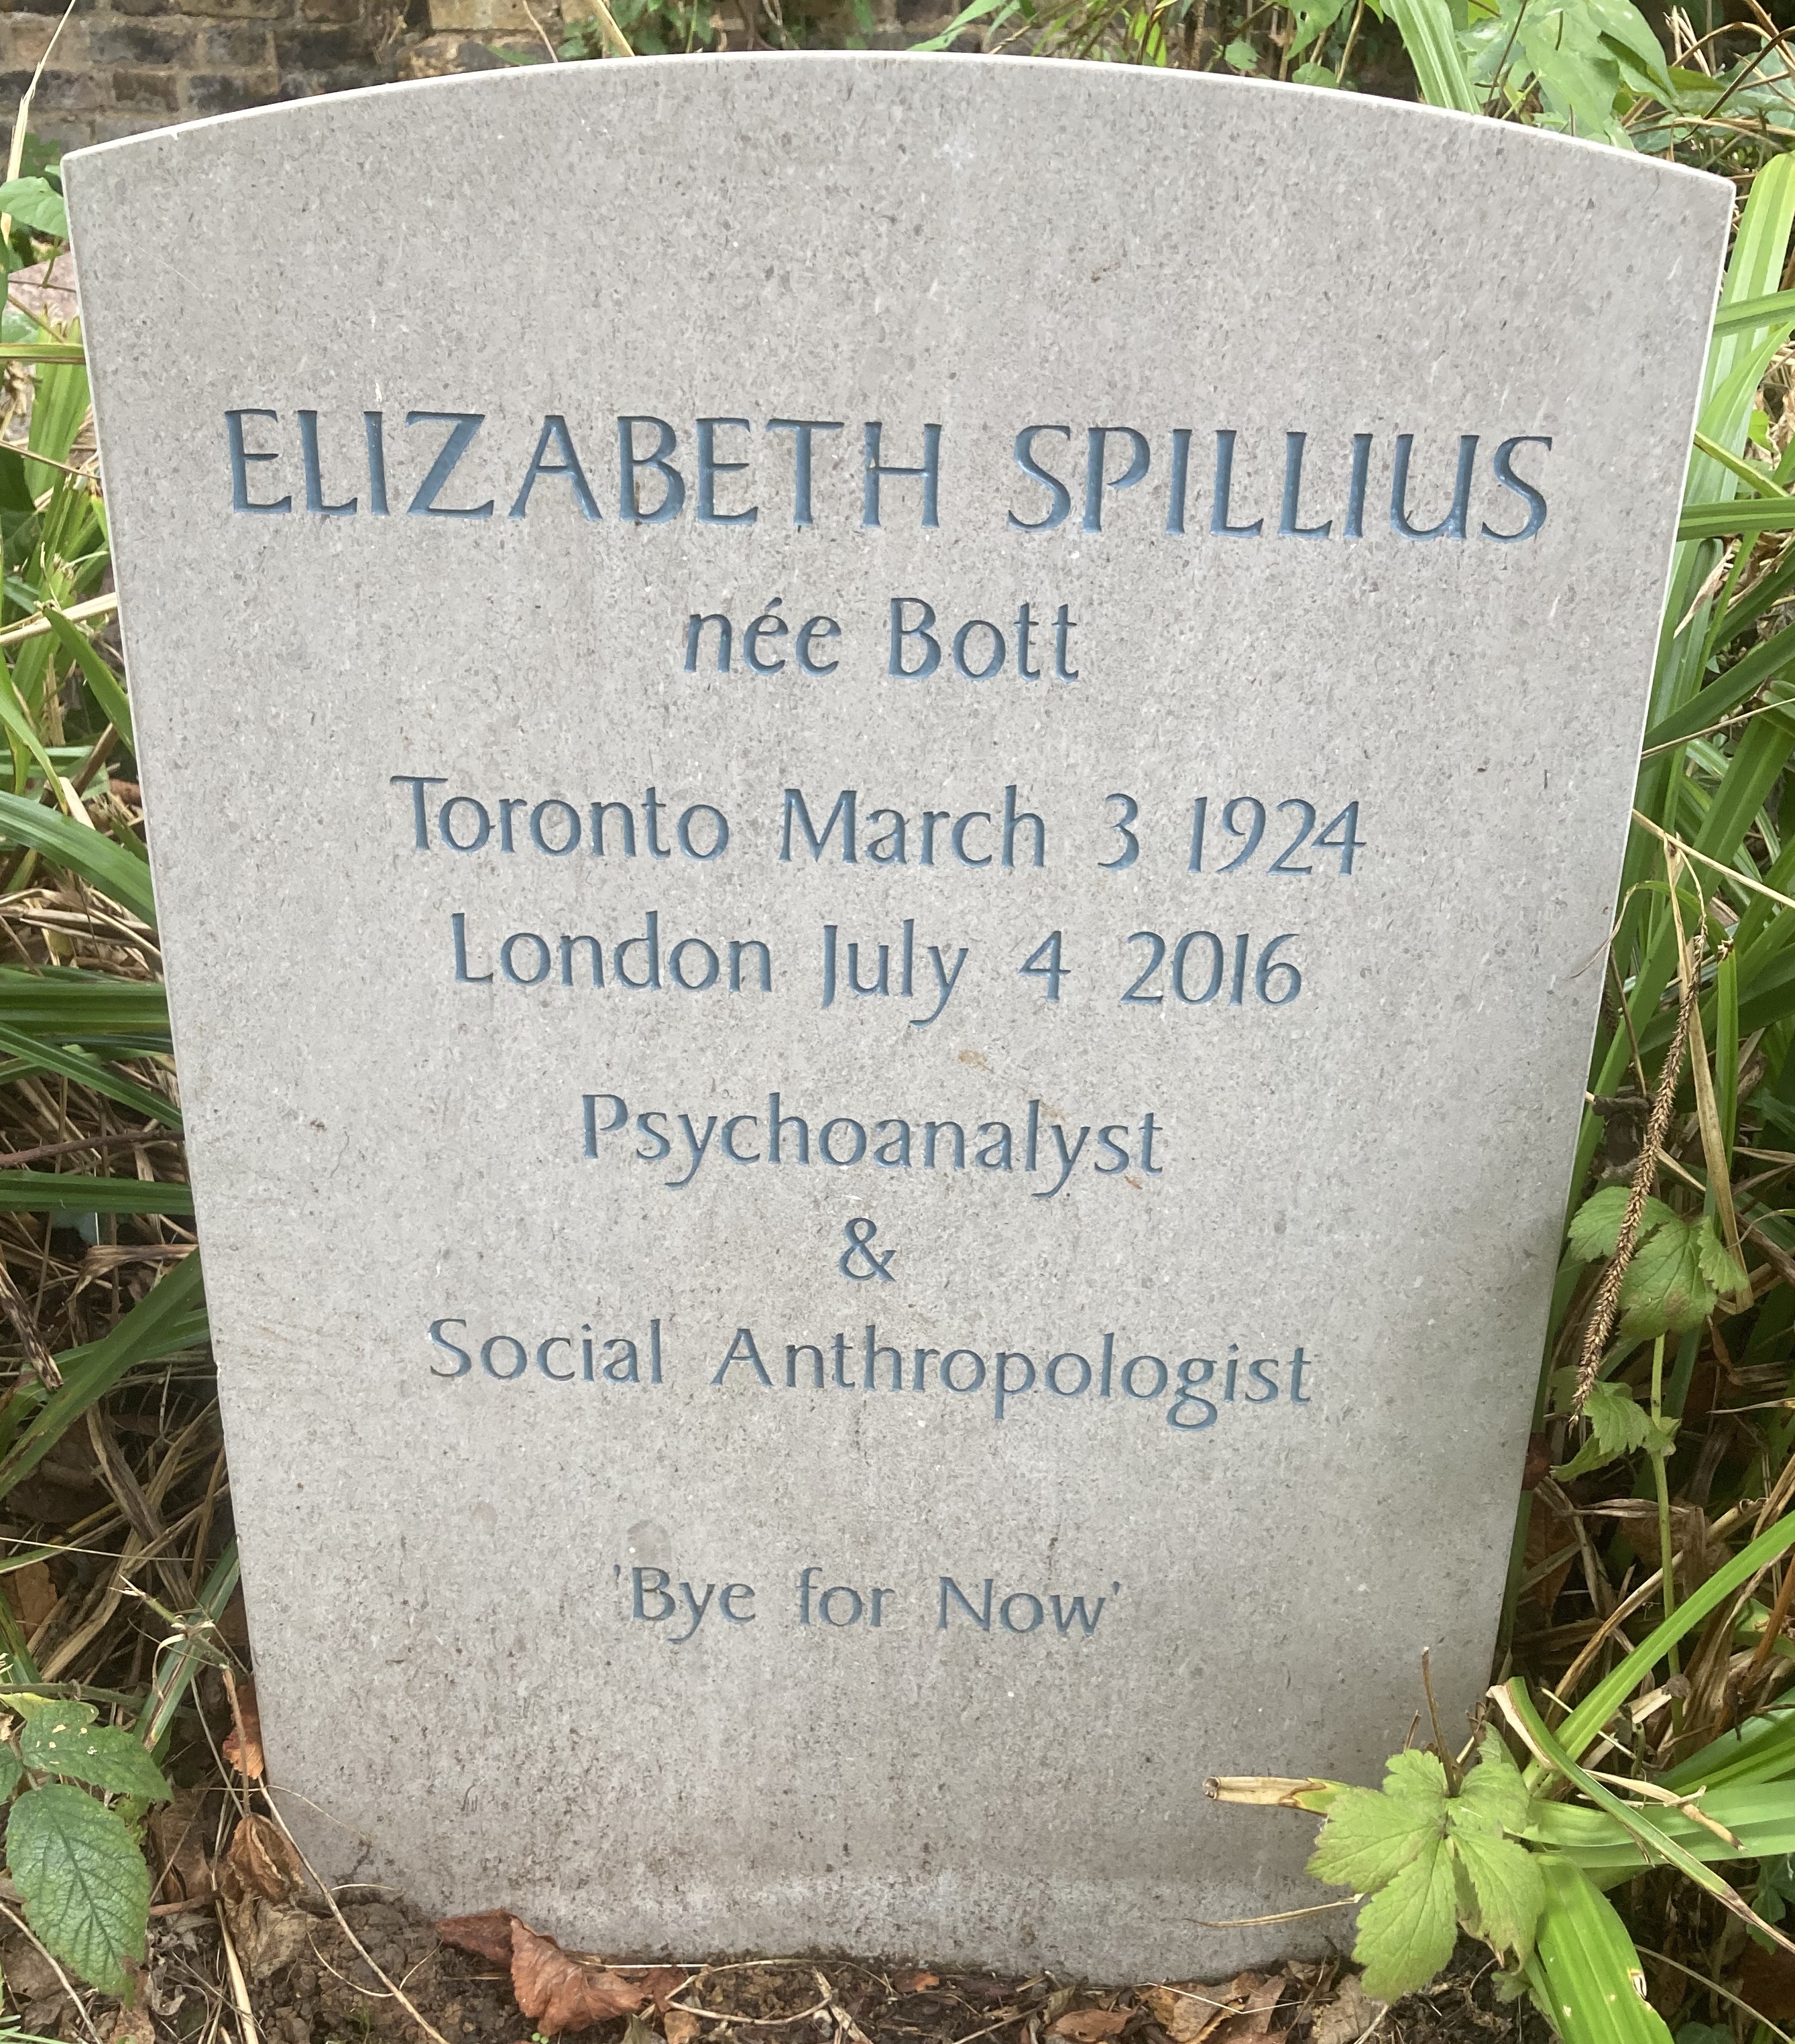 ELIZABETH SPILLIUS
née Bott
Toronto March 3 1924
London July 4 2016
Psychoanalyst
&
Social Anthropologist
'Bye for Now'